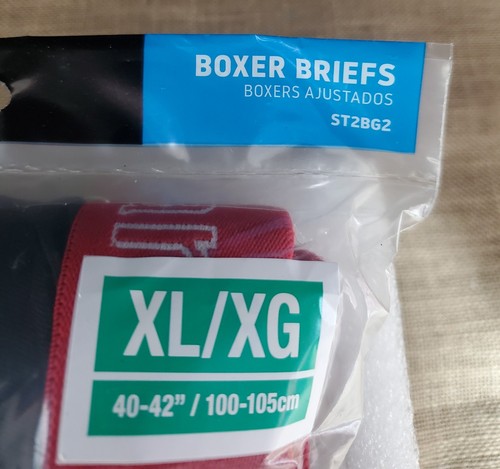 BOXER BRIEFS
BOXERS AJUSTADOS
ST2BG2
XL/XG
40-42" / 100-105cm